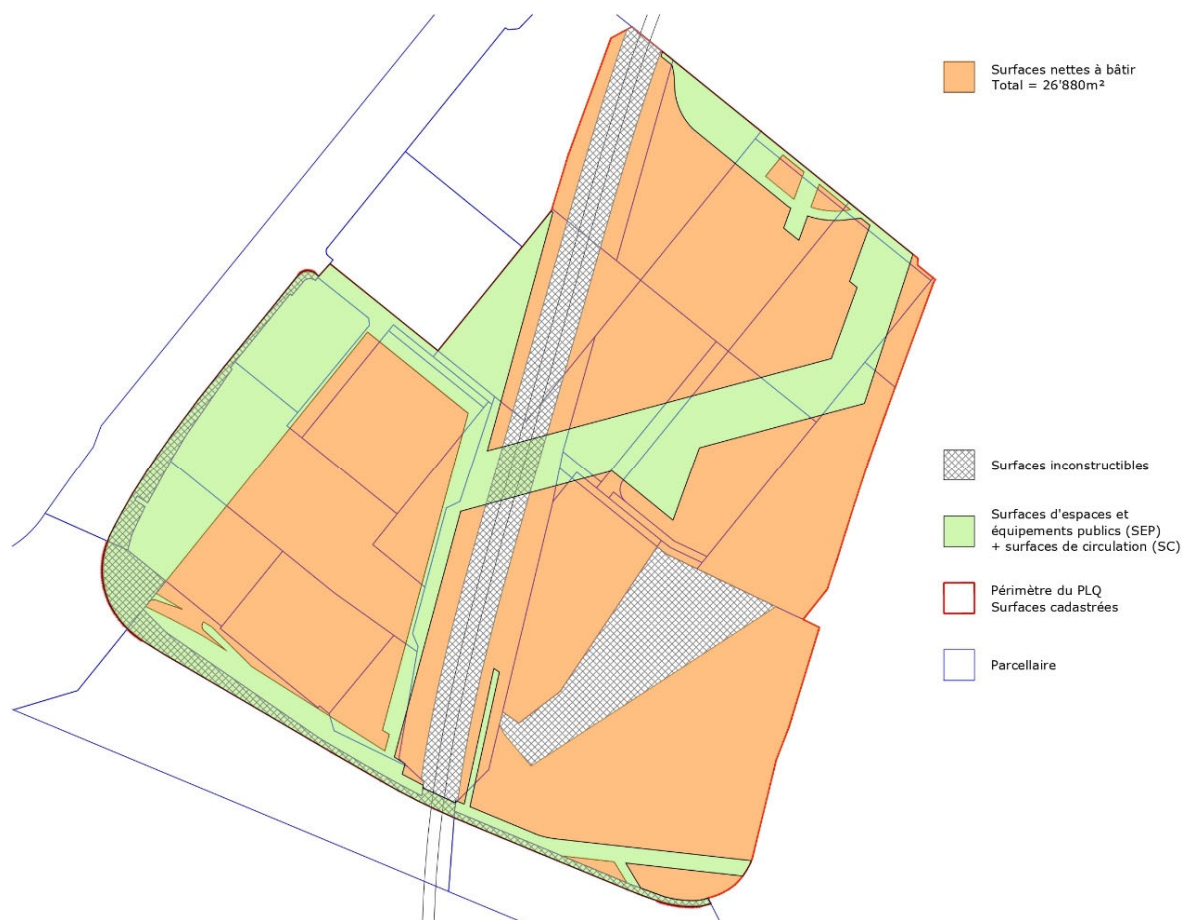 Surfaces nettes à bâtir
Total = 26'880m²
Surfaces inconstructibles
Surfaces d'espaces et
équipements publics (SEP)
+ surfaces de circulation (SC)
Périmètre du PLQ
Surfaces cadastrées
Parcellaire